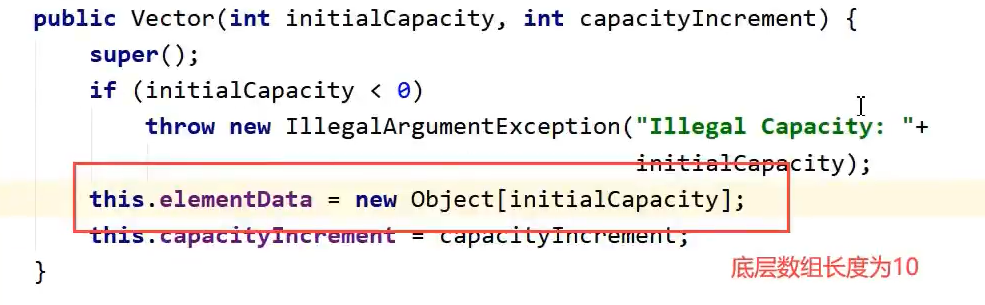 public Vector(int initialCapacity, int capacityIncrement) {
super();
if (initialCapacity < 0)
throw new IllegalArgumentException("Illegal Capacity: "+
initialCapacity);
this.elementData = new Object[initialCapacity];
this.capacityIncrement = capacityIncrement;
底层数组长度为10
}